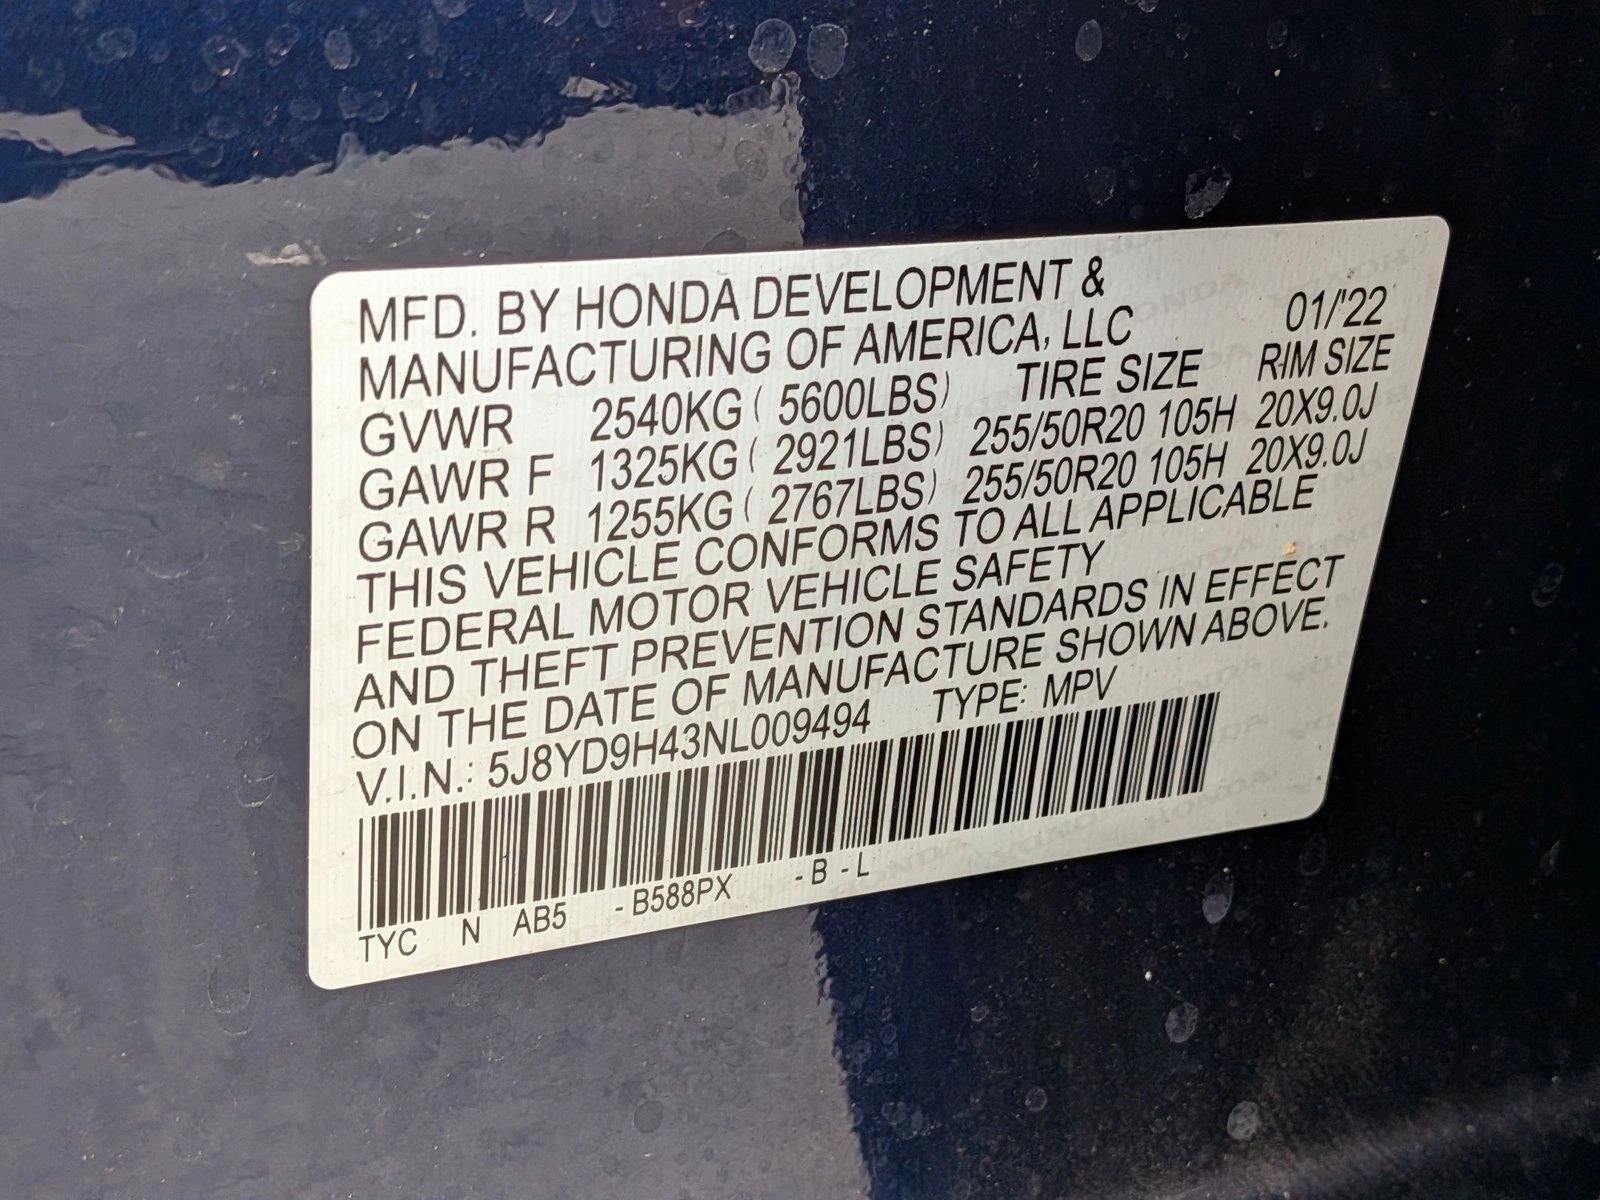 MFD. BY HONDA DEVELOPMENT &
MANUFACTURING OF AMERICA, LLC 01/'22
GVWR 2540KG ( 5600LBS) TIRE SIZE RIM SIZE
GAWR F 1325KG ( 2921LBS) 255/50R20 105H 20X9.0J
GAWR R 1255KG ( 2767LBS) 255/50R20 105H 20X9.0J
THIS VEHICLE CONFORMS TO ALL APPLICABLE
FEDERAL MOTOR VEHICLE SAFETY
AND THEFT PREVENTION STANDARDS IN EFFECT
ON THE DATE OF MANUFACTURE SHOWN ABOVE.
V.I.N.: 5J8YD9H43NL009494 TYPE: MPV
TYC N AB5 -B588PX -B-L